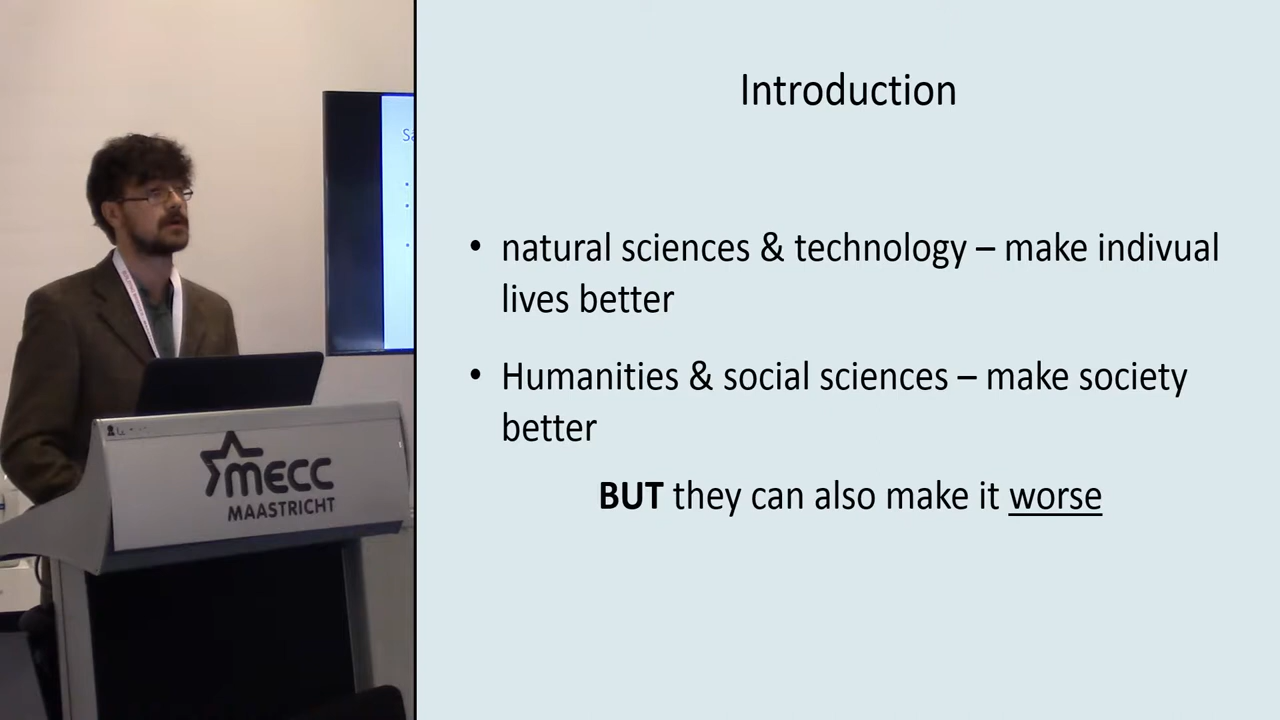 Introduction
• natural sciences & technology – make indivual
lives better
• Humanities & social sciences – make society
better
BUT they can also make it worse
mecc
MAASTRICHT